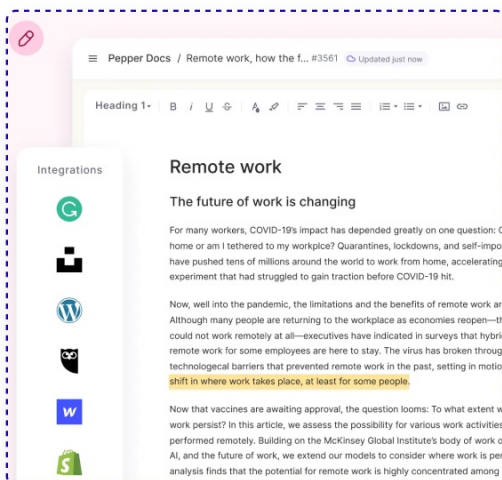 Pepper Docs / Remote work, how the f... #3561 Updated just now
Heading 1
B i U S A
Integrations
Remote work
The future of work is changing
For many workers, COVID-19's impact has depended greatly on one question: C
home or am I tethered to my workplce? Quarantines, lockdowns, and self-impo
have pushed tens of millions around the world to work from home, accelerating
experiment that had struggled to gain traction before COVID-19 hit.
Now, well into the pandemic, the limitations and the benefits of remote work ar
Although many people are returning to the workplace as economies reopen—th
could not work remotely at all—executives have indicated in surveys that hybri
remote work for some employees are here to stay. The virus has broken throug
technologecal barriers that prevented remote work in the past, setting in motio
shift in where work takes place, at least for some people.
Now that vaccines are awaiting approval, the question looms: To what extent w
work persist? In this article, we assess the possibility for various work activities
performed remotely. Building on the McKinsey Global Institute's body of work o
AI, and the future of work, we extend our models to consider where work is per
analysis finds that the potential for remote work is highly concentrated among